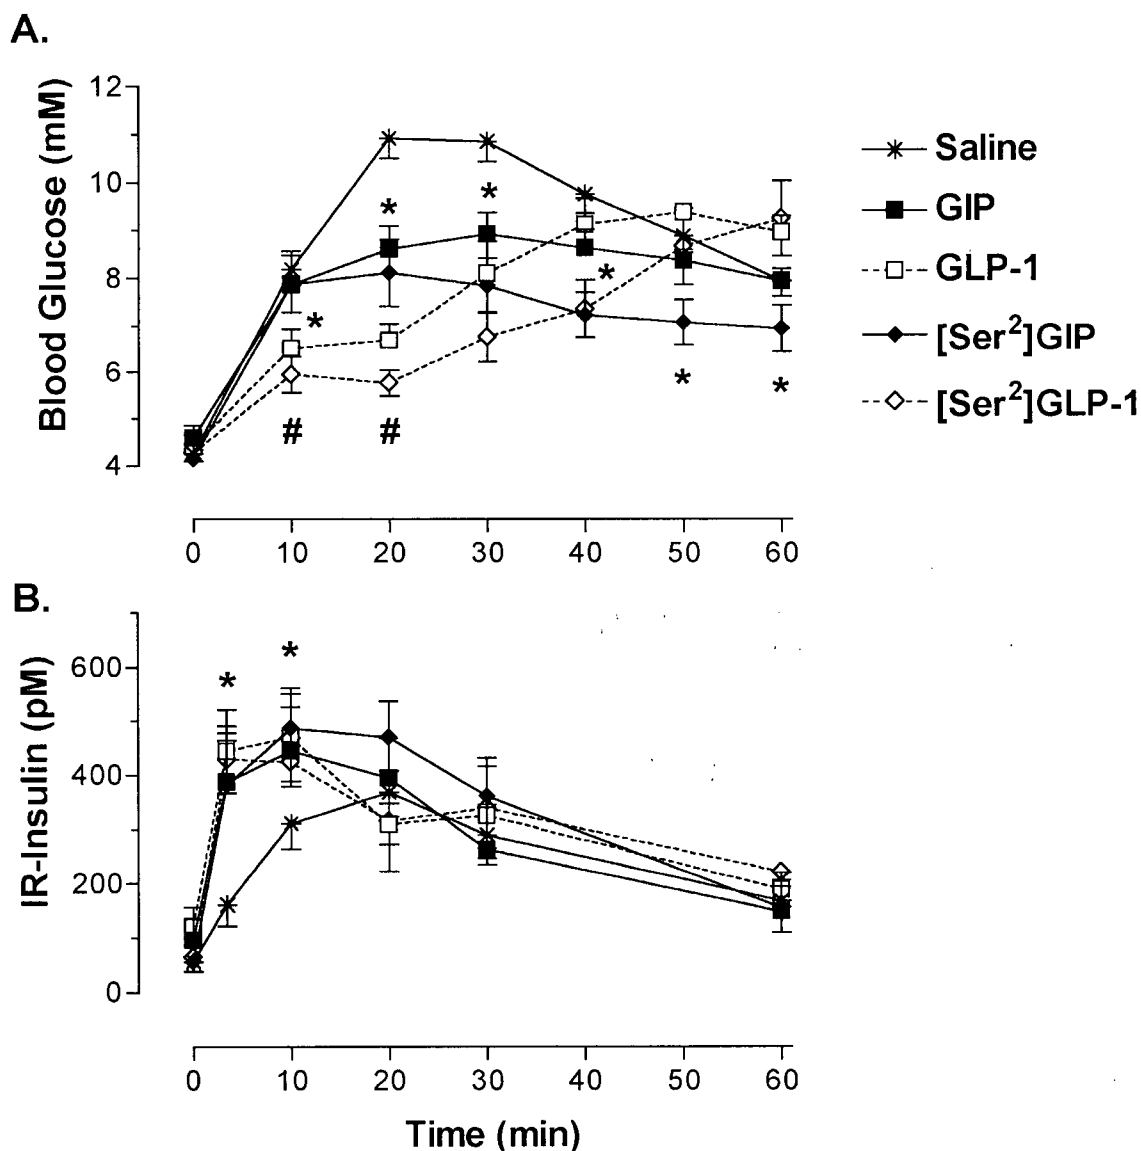 A.
Blood Glucose (mM)
12
10
8
6
4
* * * * * *
# #
0 10 20 30 40 50 60
Saline
GIP
GLP-1
[Ser²]GIP
[Ser²]GLP-1
B.
IR-Insulin (pM)
600
400
200
0
* *
0 10 20 30 40 50 60
Time (min)